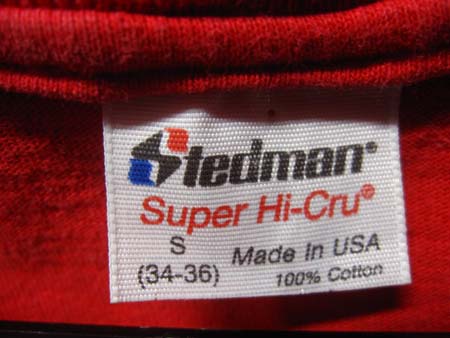 Stedman®
Super Hi-Cru®
S
(34-36)
Made In USA
100% Cotton